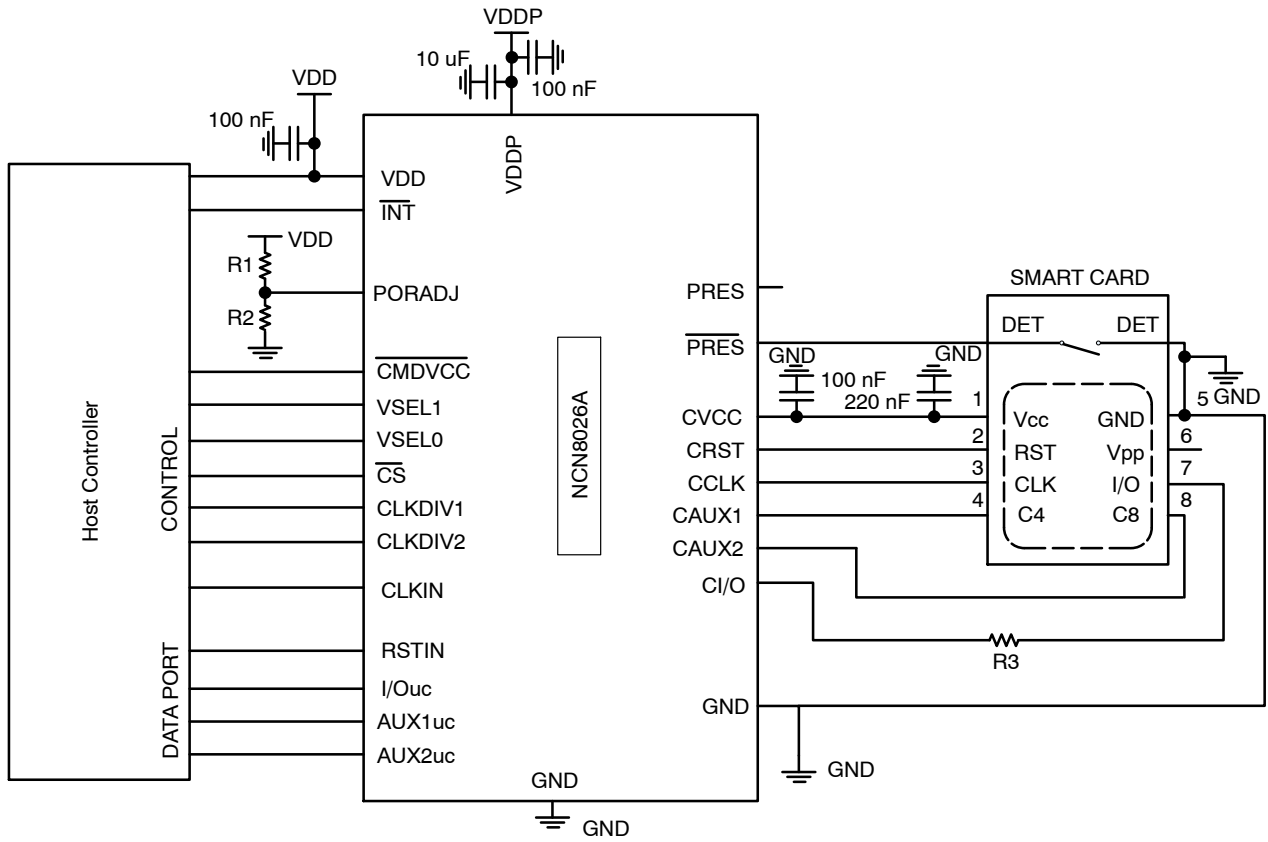 VDDP
10 uF
100 nF
VDD
100 nF
VDDP
VDD
INT
VDD
R1
PORADJ
R2
CMDVCC
VSEL1
VSEL0
CS
CLKDIV1
CLKDIV2
CLKIN
RSTIN
I/Ouc
AUX1uc
AUX2uc
Host Controller
CONTROL
DATA PORT
NCN8026A
PRES
PRES
CVCC
CRST
CCLK
CAUX1
CAUX2
CI/O
GND
GND
GND
GND
GND
100 nF
GND
220 nF
SMART CARD
DET
DET
1
2
3
4
Vcc
GND
RST
Vpp
CLK
I/O
C4
C8
5 GND
6
7
8
R3